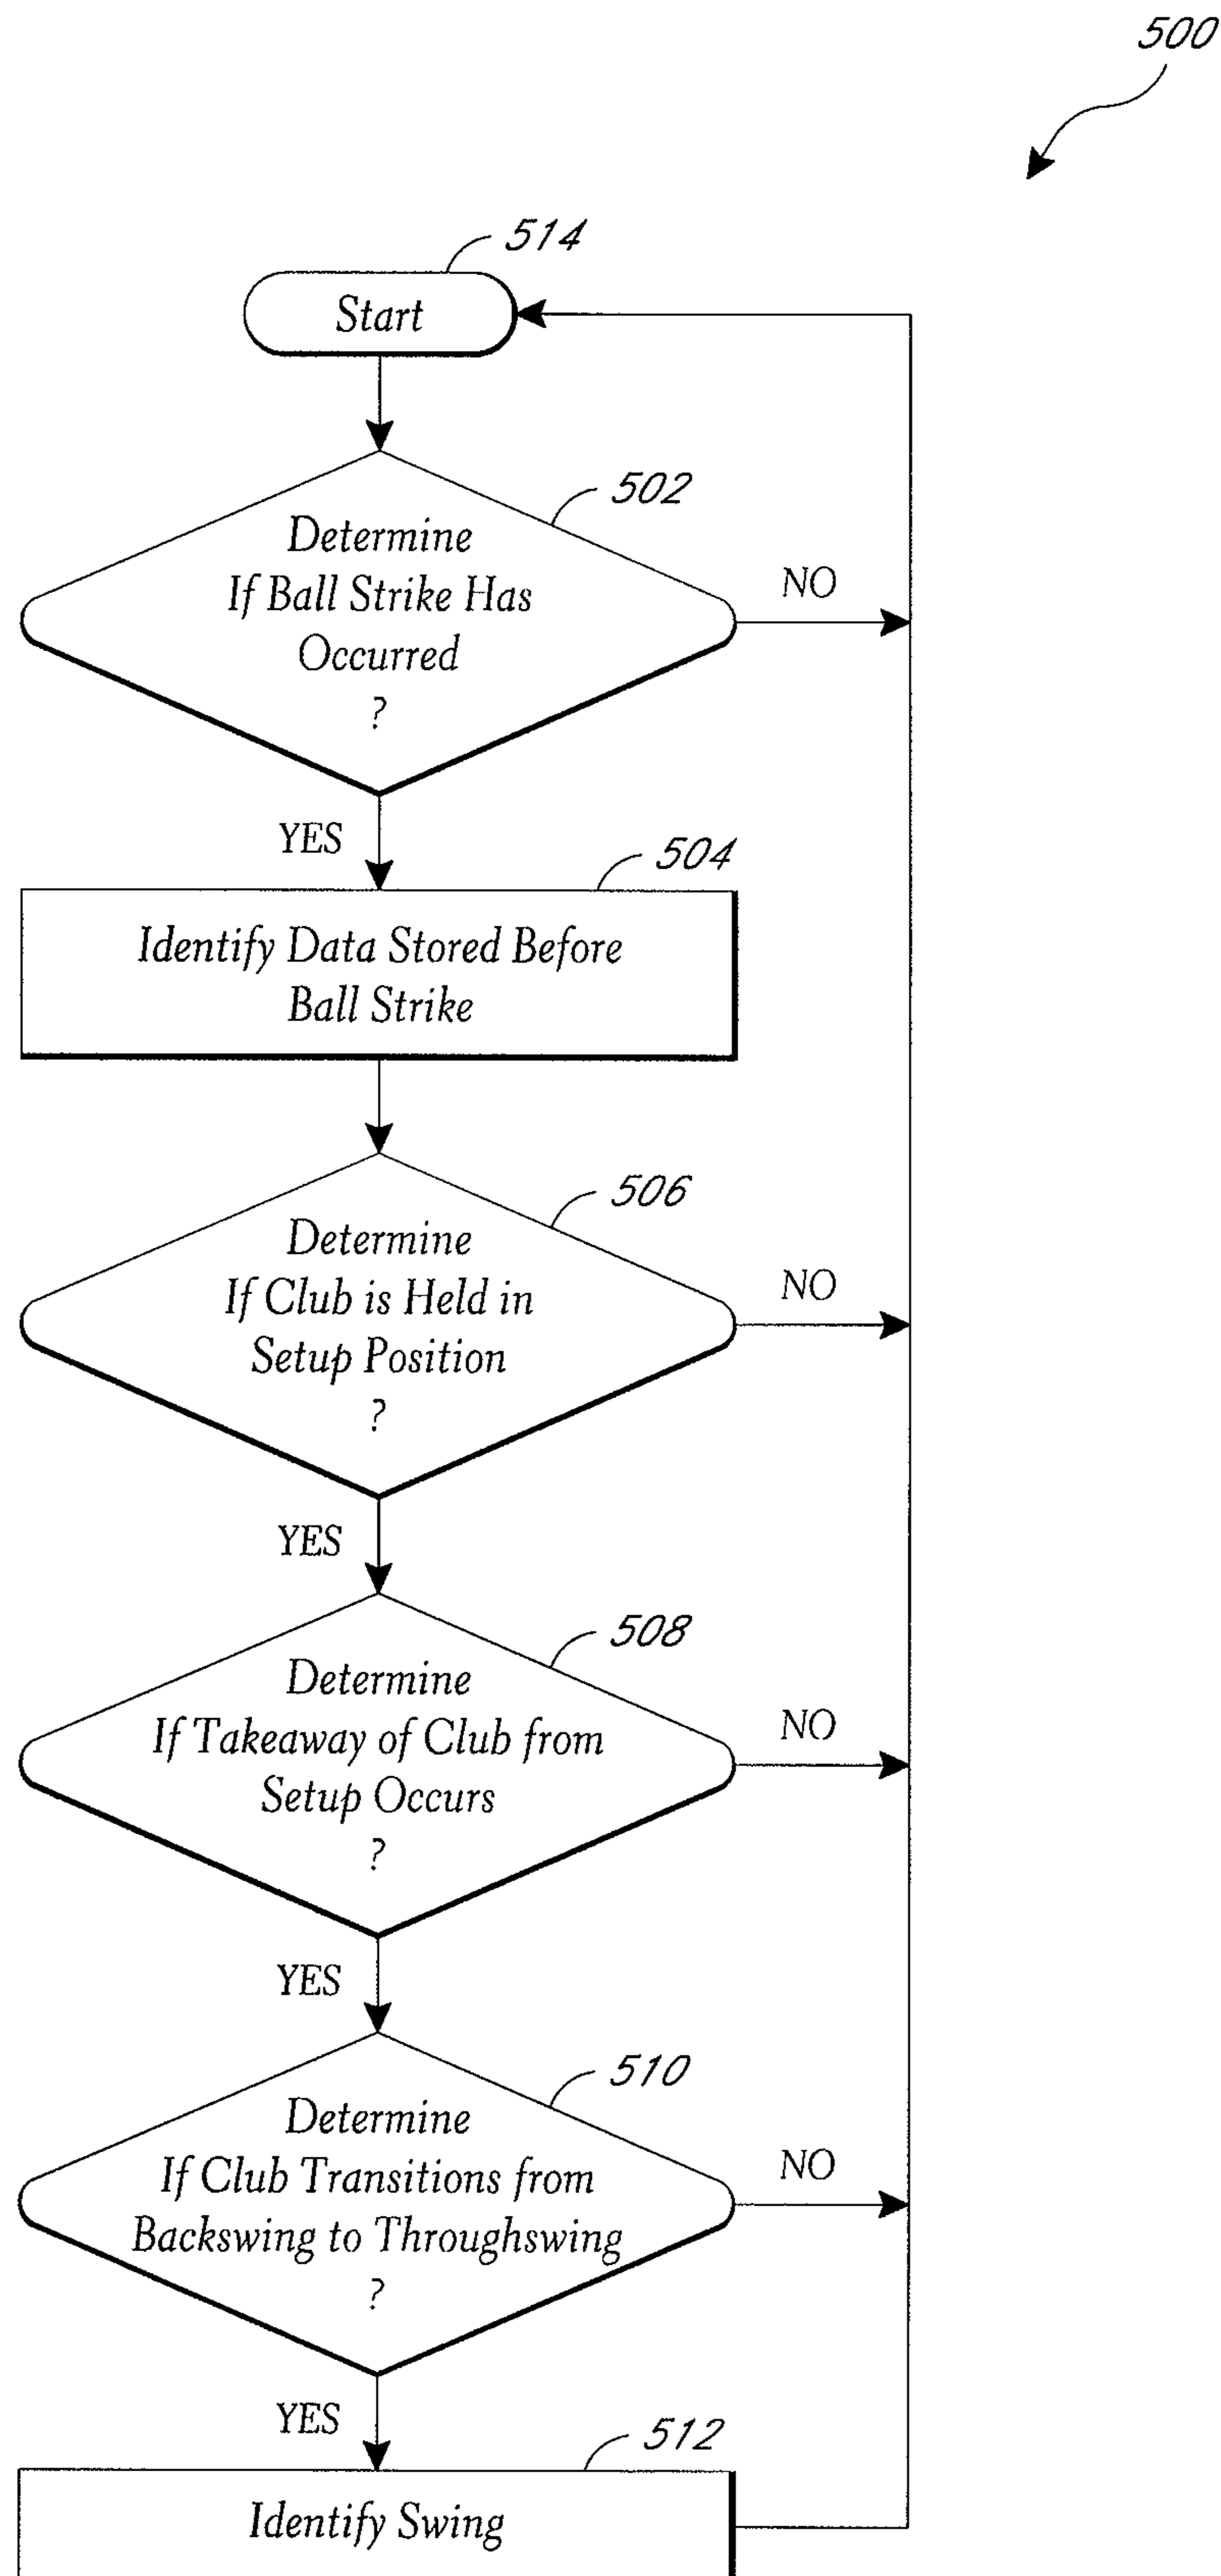 500
514
Start
502
Determine
If Ball Strike Has
Occurred
?
NO
YES
504
Identify Data Stored Before
Ball Strike
506
Determine
If Club is Held in
Setup Position
?
NO
YES
508
Determine
If Takeaway of Club from
Setup Occurs
?
NO
YES
510
Determine
If Club Transitions from
Backswing to Throughswing
?
NO
YES
512
Identify Swing